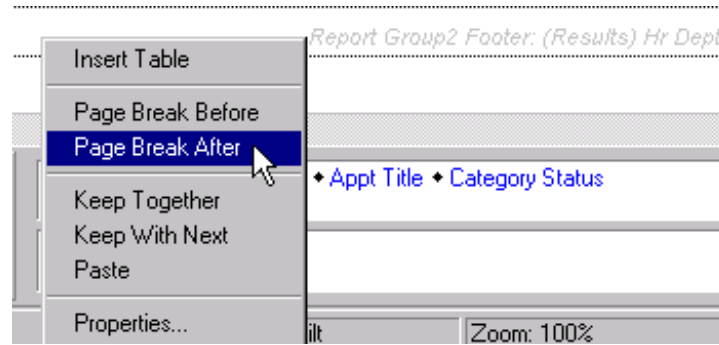 Report Group2 Footer: (Results) Hr Dept
Insert Table
Page Break Before
Page Break After
Keep Together
Keep With Next
Paste
Properties...
Appt Title ◆ Category Status
Zoom: 100%